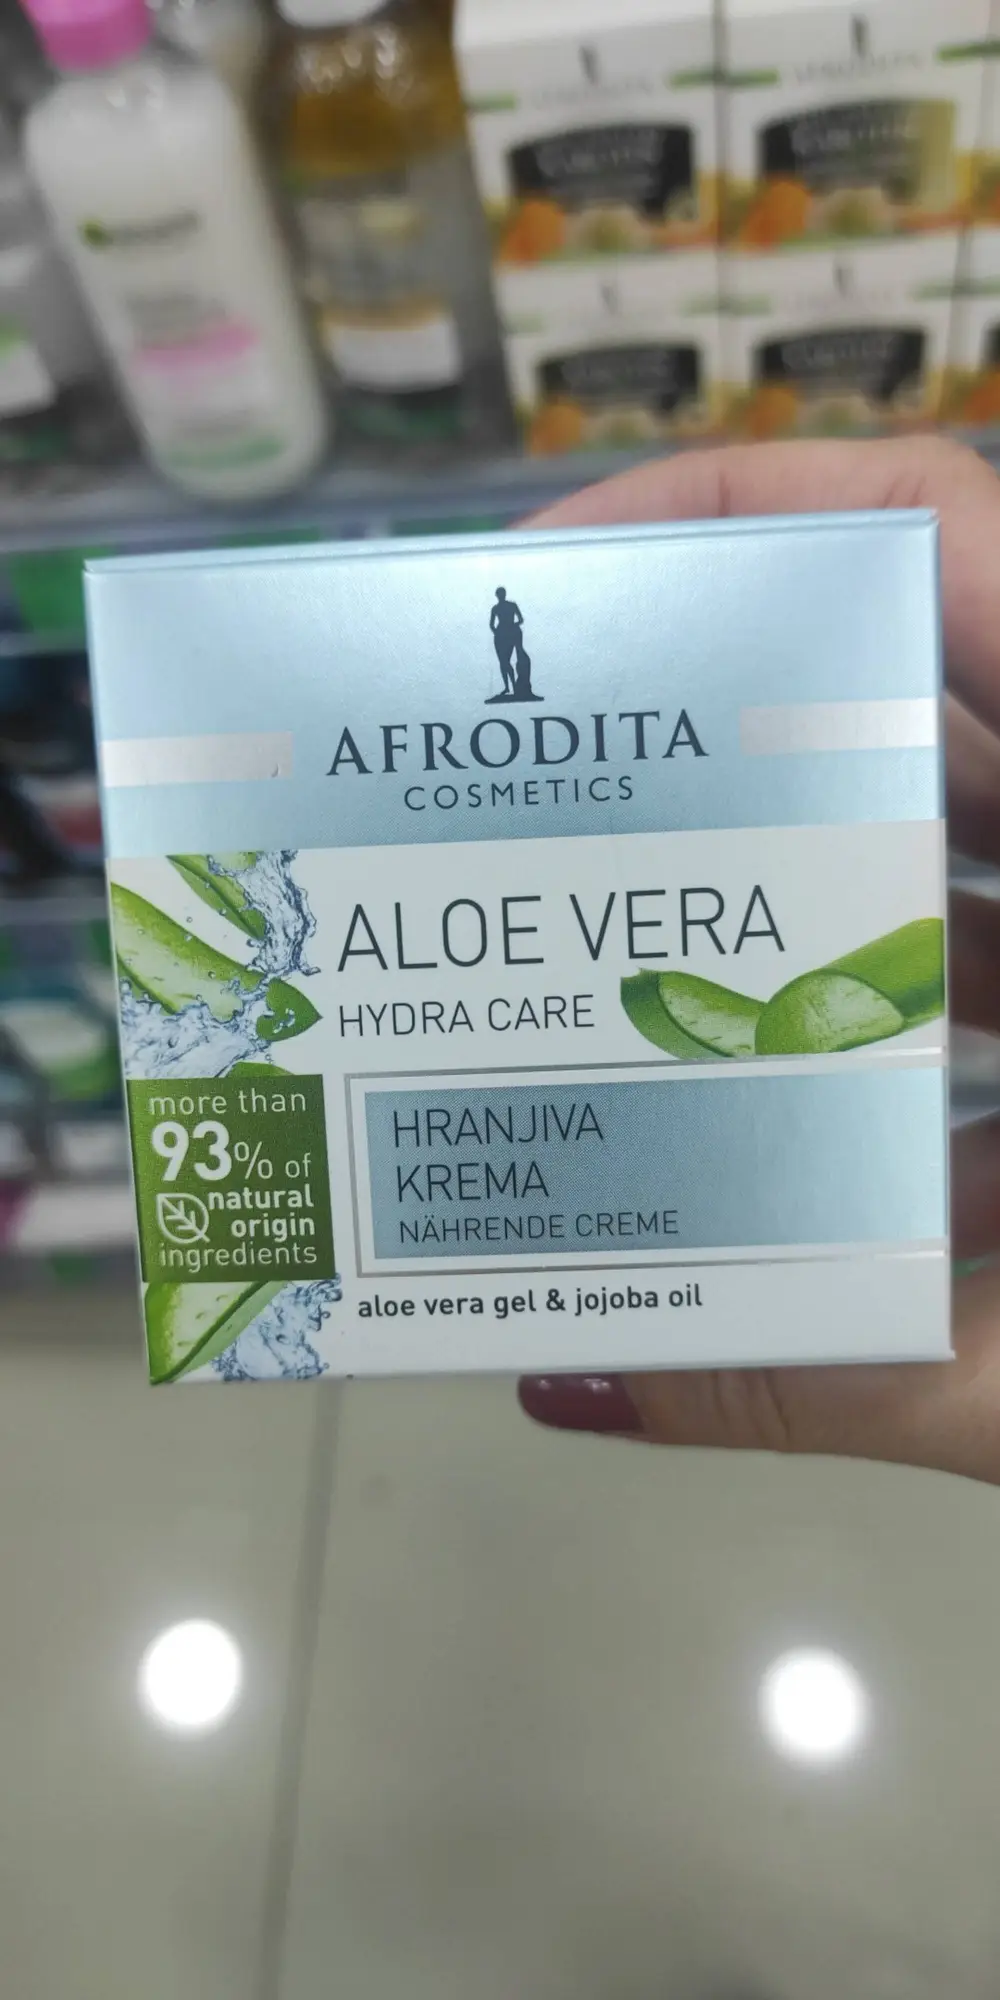 AFRODITA
COSMETICS
ALOE VERA
HYDRA CARE
more than
93% of
natural
origin
ingredients
HRANJIVA
KREMA
NÄHRENDE CREME
aloe vera gel & jojoba oil